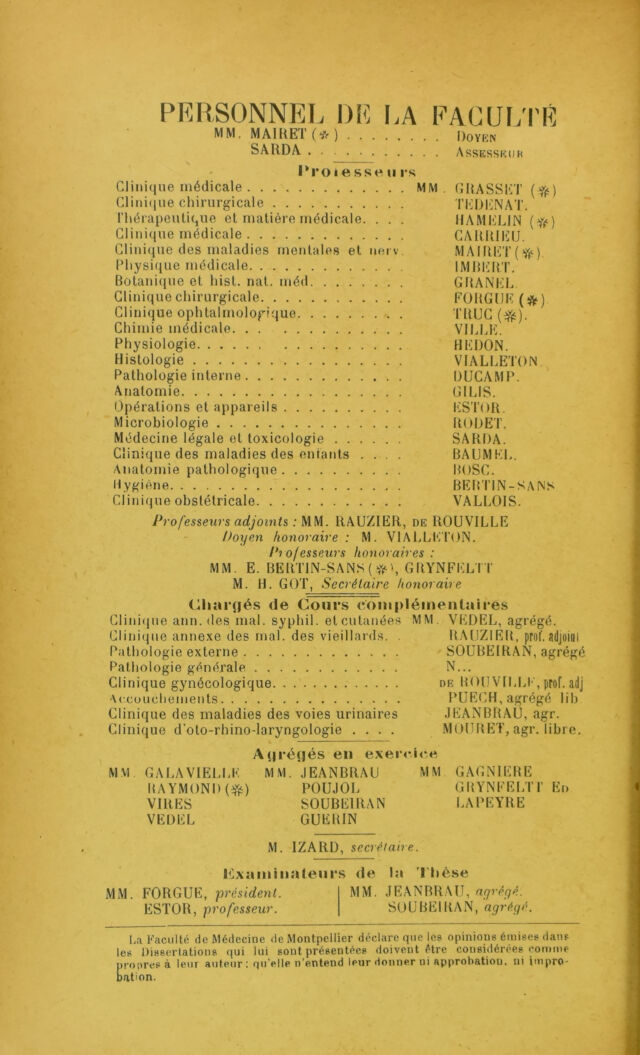 PERSONNEL DE LA FACULTÉ
MM. MAIRET (✻) . . . . . . . . DOYEN
SARDA . . . . . . . . . . . ASSESSEUR
Professeurs
Clinique médicale . . . . . . . . . . . . . MM. GRASSET (✻)
Clinique chirurgicale . . . . . . . . . . . TEDENAT.
Thérapeutique et matière médicale. . . . HAMELIN (✻)
Clinique médicale . . . . . . . . . . . . . CARRIEU.
Clinique des maladies mentales et nerv. MAIRET (✻).
Physique médicale. . . . . . . . . . . . . IMBERT.
Botanique et hist. nat. méd. . . . . . . . GRANEL.
Clinique chirurgicale. . . . . . . . . . . . FORGUE (✻)
Clinique ophtalmologique. . . . . . . . . TRUC (✻).
Chimie médicale. . . . . . . . . . . . . . VILLE.
Physiologie. . . . . . . . . . . . . . . . . HEDON.
Histologie . . . . . . . . . . . . . . . . . VIALLETON
Pathologie interne . . . . . . . . . . . . . DUCAMP.
Anatomie. . . . . . . . . . . . . . . . . . GILIS.
Opérations et appareils . . . . . . . . . . ESTOR.
Microbiologie . . . . . . . . . . . . . . . RODET.
Médecine légale et toxicologie . . . . . . SARDA.
Clinique des maladies des enfants . . . . BAUMEL.
Anatomie pathologique . . . . . . . . . . BOSC.
Hygiène. . . . . . . . . . . . . . . . . . . BERTIN-SANS
Clinique obstétricale. . . . . . . . . . . . VALLOIS.
Professeurs adjoints : MM. RAUZIER, DE ROUVILLE
Doyen honoraire : M. VIALLETON.
Professeurs honoraires :
MM. E. BERTIN-SANS (✻), GRYNFELTT
M. H. GOT, Secrétaire honoraire
Chargés de Cours complémentaires
Clinique ann. des mal. syphil. et cutanées MM. VEDEL, agrégé.
Clinique annexe des mal. des vieillards. . RAUZIER, prof. adjoint
Pathologie externe . . . . . . . . . . . . . SOUBEIRAN, agrégé
Pathologie générale . . . . . . . . . . . . N...
Clinique gynécologique. . . . . . . . . . . DE ROUVILLE, prof. adj
Accouchements. . . . . . . . . . . . . . . PUECH, agrégé lib
Clinique des maladies des voies urinaires JEANBRAU, agr.
Clinique d'oto-rhino-laryngologie . . . . MOURET, agr. libre.
Agrégés en exercice
MM. GALAVIELLE MM. JEANBRAU MM. GAGNIERE
RAYMOND (✻) POUJOL GRYNFELTT ED
VIRES SOUBEIRAN LAPEYRE
VEDEL GUERIN
M. IZARD, secrétaire.
Examinateurs de la Thèse
MM. FORGUE, président. MM. JEANBRAU, agrégé.
ESTOR, professeur. SOUBEIRAN, agrégé.
La Faculté de Médecine de Montpellier déclare que les opinions émises dans
les Dissertations qui lui sont présentées doivent être considérées comme
propres à leur auteur ; qu'elle n'entend leur donner ni approbation, ni impro-
bation.